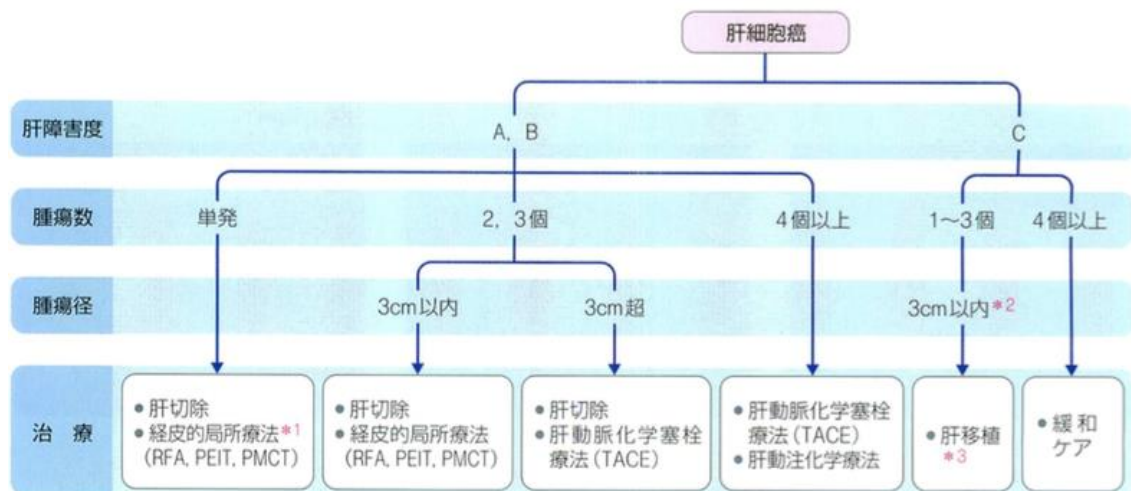 肝細胞癌
肝障害度
A, B
C
腫瘍数
単発
2, 3個
4個以上
1〜3個
4個以上
腫瘍径
3cm以内
3cm超
3cm以内*2
治 療
● 肝切除
● 経皮的局所療法*1
(RFA, PEIT, PMCT)
● 肝切除
● 経皮的局所療法
(RFA, PEIT, PMCT)
● 肝切除
● 肝動脈化学塞栓
療法(TACE)
● 肝動脈化学塞栓
療法(TACE)
● 肝動注化学療法
● 肝移植
*3
● 緩和
ケア